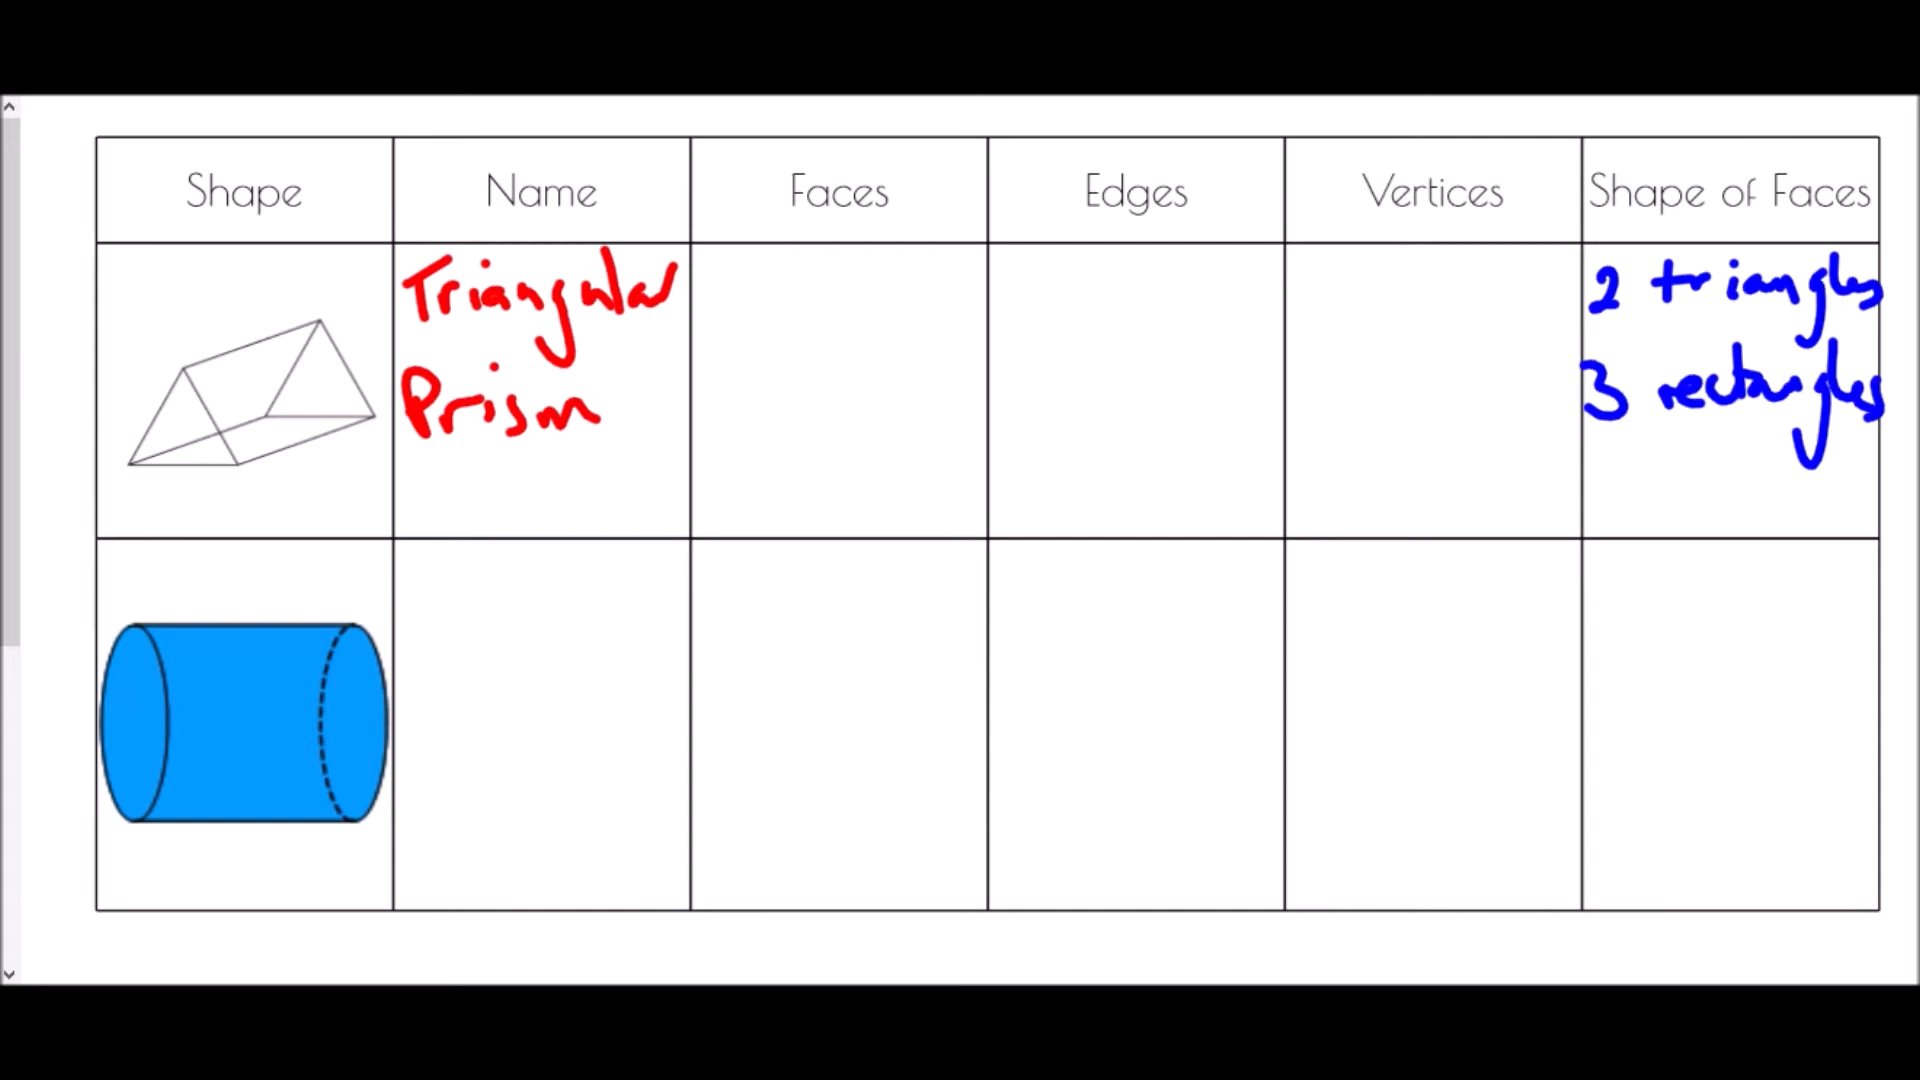 Shape Name Faces Edges Vertices Shape of Faces
Triangular
Prism
2 triangles
3 rectangles